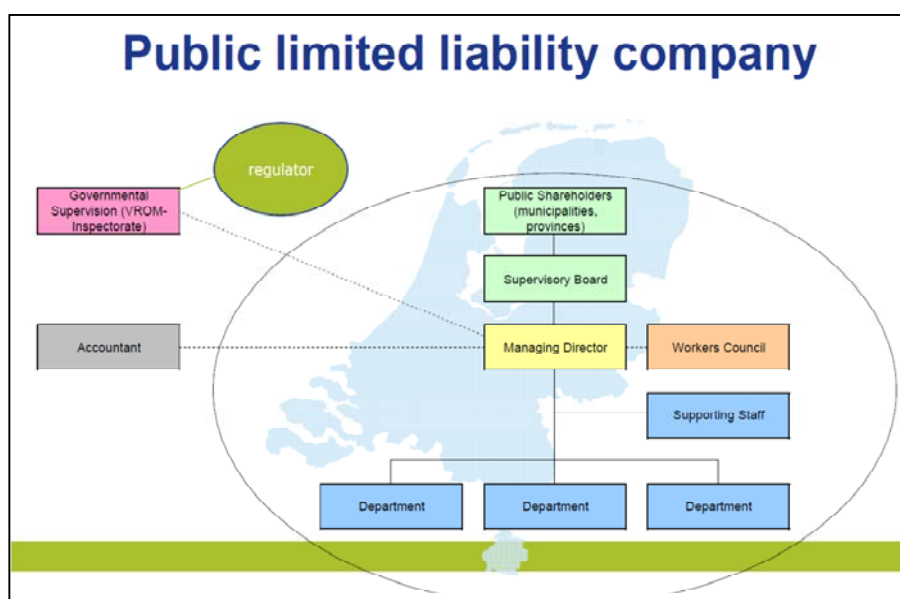 Public limited liability company
regulator
Governmental
Supervision (VROM-
Inspectorate)
Public Shareholders
(municipalities,
provinces)
Supervisory Board
Accountant
Managing Director
Workers Council
Supporting Staff
Department
Department
Department